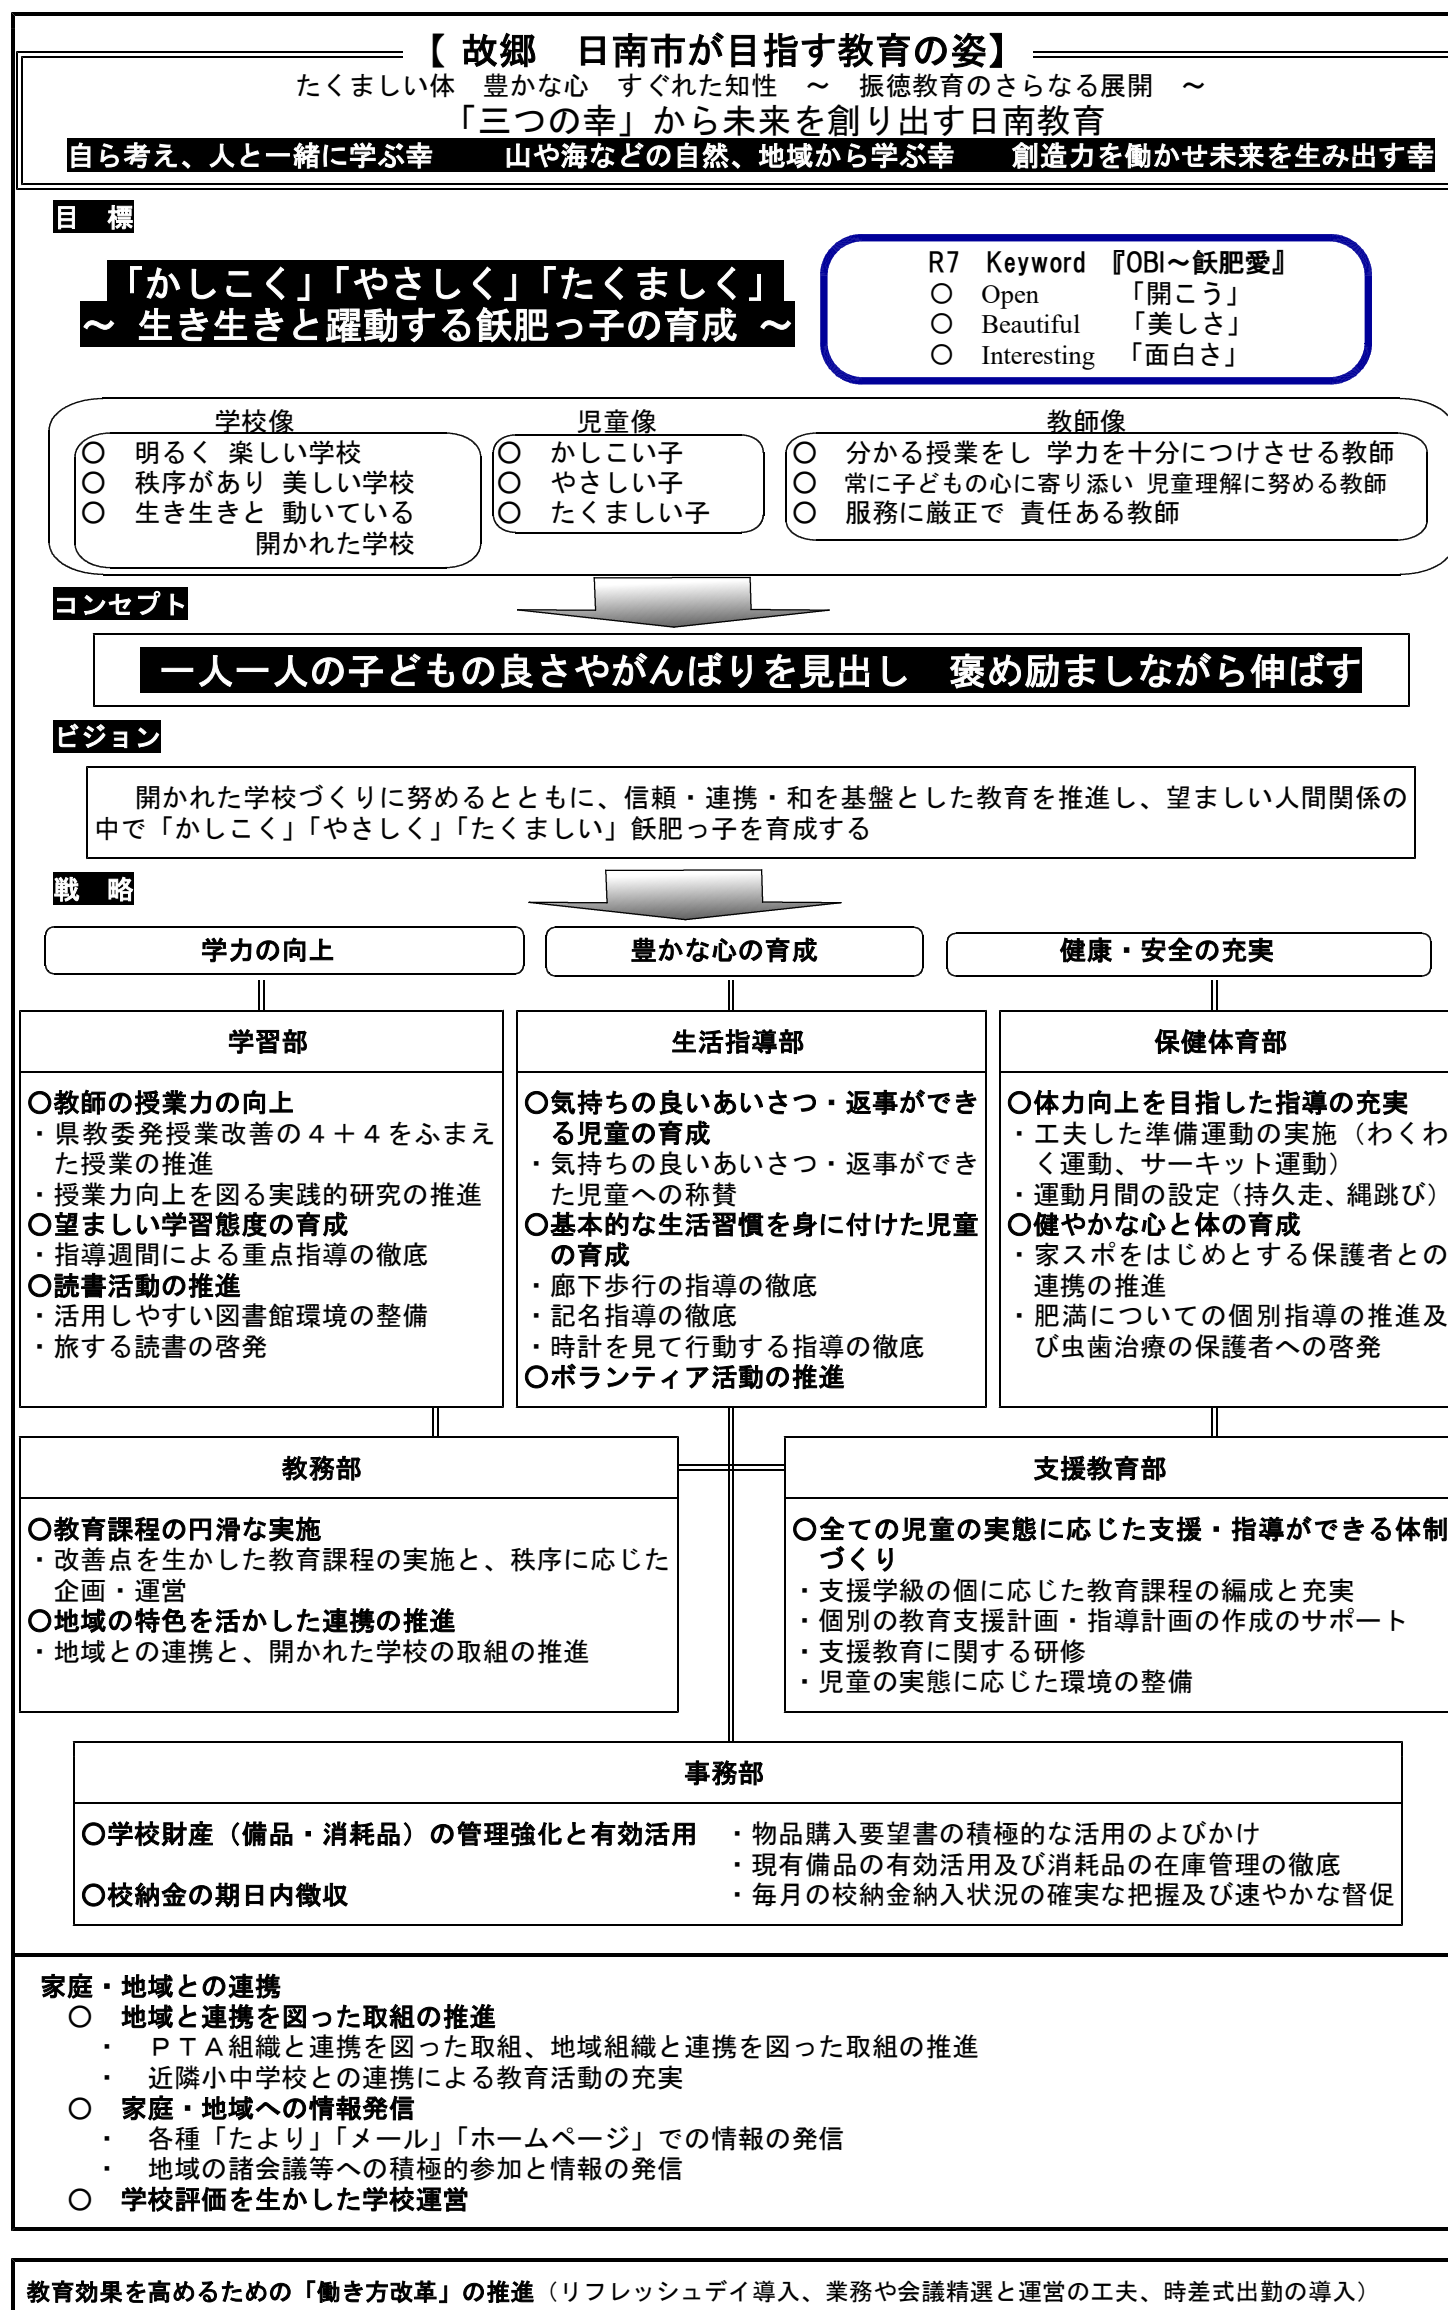 【 故郷　日南市が目指す教育の姿】
たくましい体　豊かな心　すぐれた知性　～　振徳教育のさらなる展開　～
「三つの幸」から未来を創り出す日南教育
自ら考え、人と一緒に学ぶ幸　　山や海などの自然、地域から学ぶ幸　　創造力を働かせ未来を生み出す幸
目　標
「かしこく」「やさしく」「たくましく」
～ 生き生きと躍動する飫肥っ子の育成 ～
R7　Keyword　『OBI～飫肥愛』
○　Open　「開こう」
○　Beautiful　「美しさ」
○　Interesting　「面白さ」
学校像
○　明るく 楽しい学校
○　秩序があり 美しい学校
○　生き生きと 動いている
開かれた学校
児童像
○　かしこい子
○　やさしい子
○　たくましい子
教師像
○　分かる授業をし 学力を十分につけさせる教師
○　常に子どもの心に寄り添い 児童理解に努める教師
○　服務に厳正で 責任ある教師
コンセプト
一人一人の子どもの良さやがんばりを見出し　褒め励ましながら伸ばす
ビジョン
開かれた学校づくりに努めるとともに、信頼・連携・和を基盤とした教育を推進し、望ましい人間関係の
中で「かしこく」「やさしく」「たくましい」飫肥っ子を育成する
戦　略
学力の向上
豊かな心の育成
健康・安全の充実
学習部
○教師の授業力の向上
・県教委発授業改善の４＋４をふまえ
た授業の推進
・授業力向上を図る実践的研究の推進
○望ましい学習態度の育成
・指導週間による重点指導の徹底
○読書活動の推進
・活用しやすい図書館環境の整備
・旅する読書の啓発
生活指導部
○気持ちの良いあいさつ・返事ができ
る児童の育成
・気持ちの良いあいさつ・返事ができ
た児童への称賛
○基本的な生活習慣を身に付けた児童
の育成
・廊下歩行の指導の徹底
・記名指導の徹底
・時計を見て行動する指導の徹底
○ボランティア活動の推進
保健体育部
○体力向上を目指した指導の充実
・工夫した準備運動の実施（わくわ
く運動、サーキット運動）
・運動月間の設定（持久走、縄跳び）
○健やかな心と体の育成
・家スポをはじめとする保護者との
連携の推進
・肥満についての個別指導の推進及
び虫歯治療の保護者への啓発
教務部
○教育課程の円滑な実施
・改善点を生かした教育課程の実施と、秩序に応じた
企画・運営
○地域の特色を活かした連携の推進
・地域との連携と、開かれた学校の取組の推進
支援教育部
○全ての児童の実態に応じた支援・指導ができる体制
づくり
・支援学級の個に応じた教育課程の編成と充実
・個別の教育支援計画・指導計画の作成のサポート
・支援教育に関する研修
・児童の実態に応じた環境の整備
事務部
○学校財産（備品・消耗品）の管理強化と有効活用　・物品購入要望書の積極的な活用のよびかけ
・現有備品の有効活用及び消耗品の在庫管理の徹底
○校納金の期日内徴収　・毎月の校納金納入状況の確実な把握及び速やかな督促
家庭・地域との連携
○　地域と連携を図った取組の推進
・　ＰＴＡ組織と連携を図った取組、地域組織と連携を図った取組の推進
・　近隣小中学校との連携による教育活動の充実
○　家庭・地域への情報発信
・　各種「たより」「メール」「ホームページ」での情報の発信
・　地域の諸会議等への積極的参加と情報の発信
○　学校評価を生かした学校運営
教育効果を高めるための「働き方改革」の推進（リフレッシュデイ導入、業務や会議精選と運営の工夫、時差式出勤の導入）